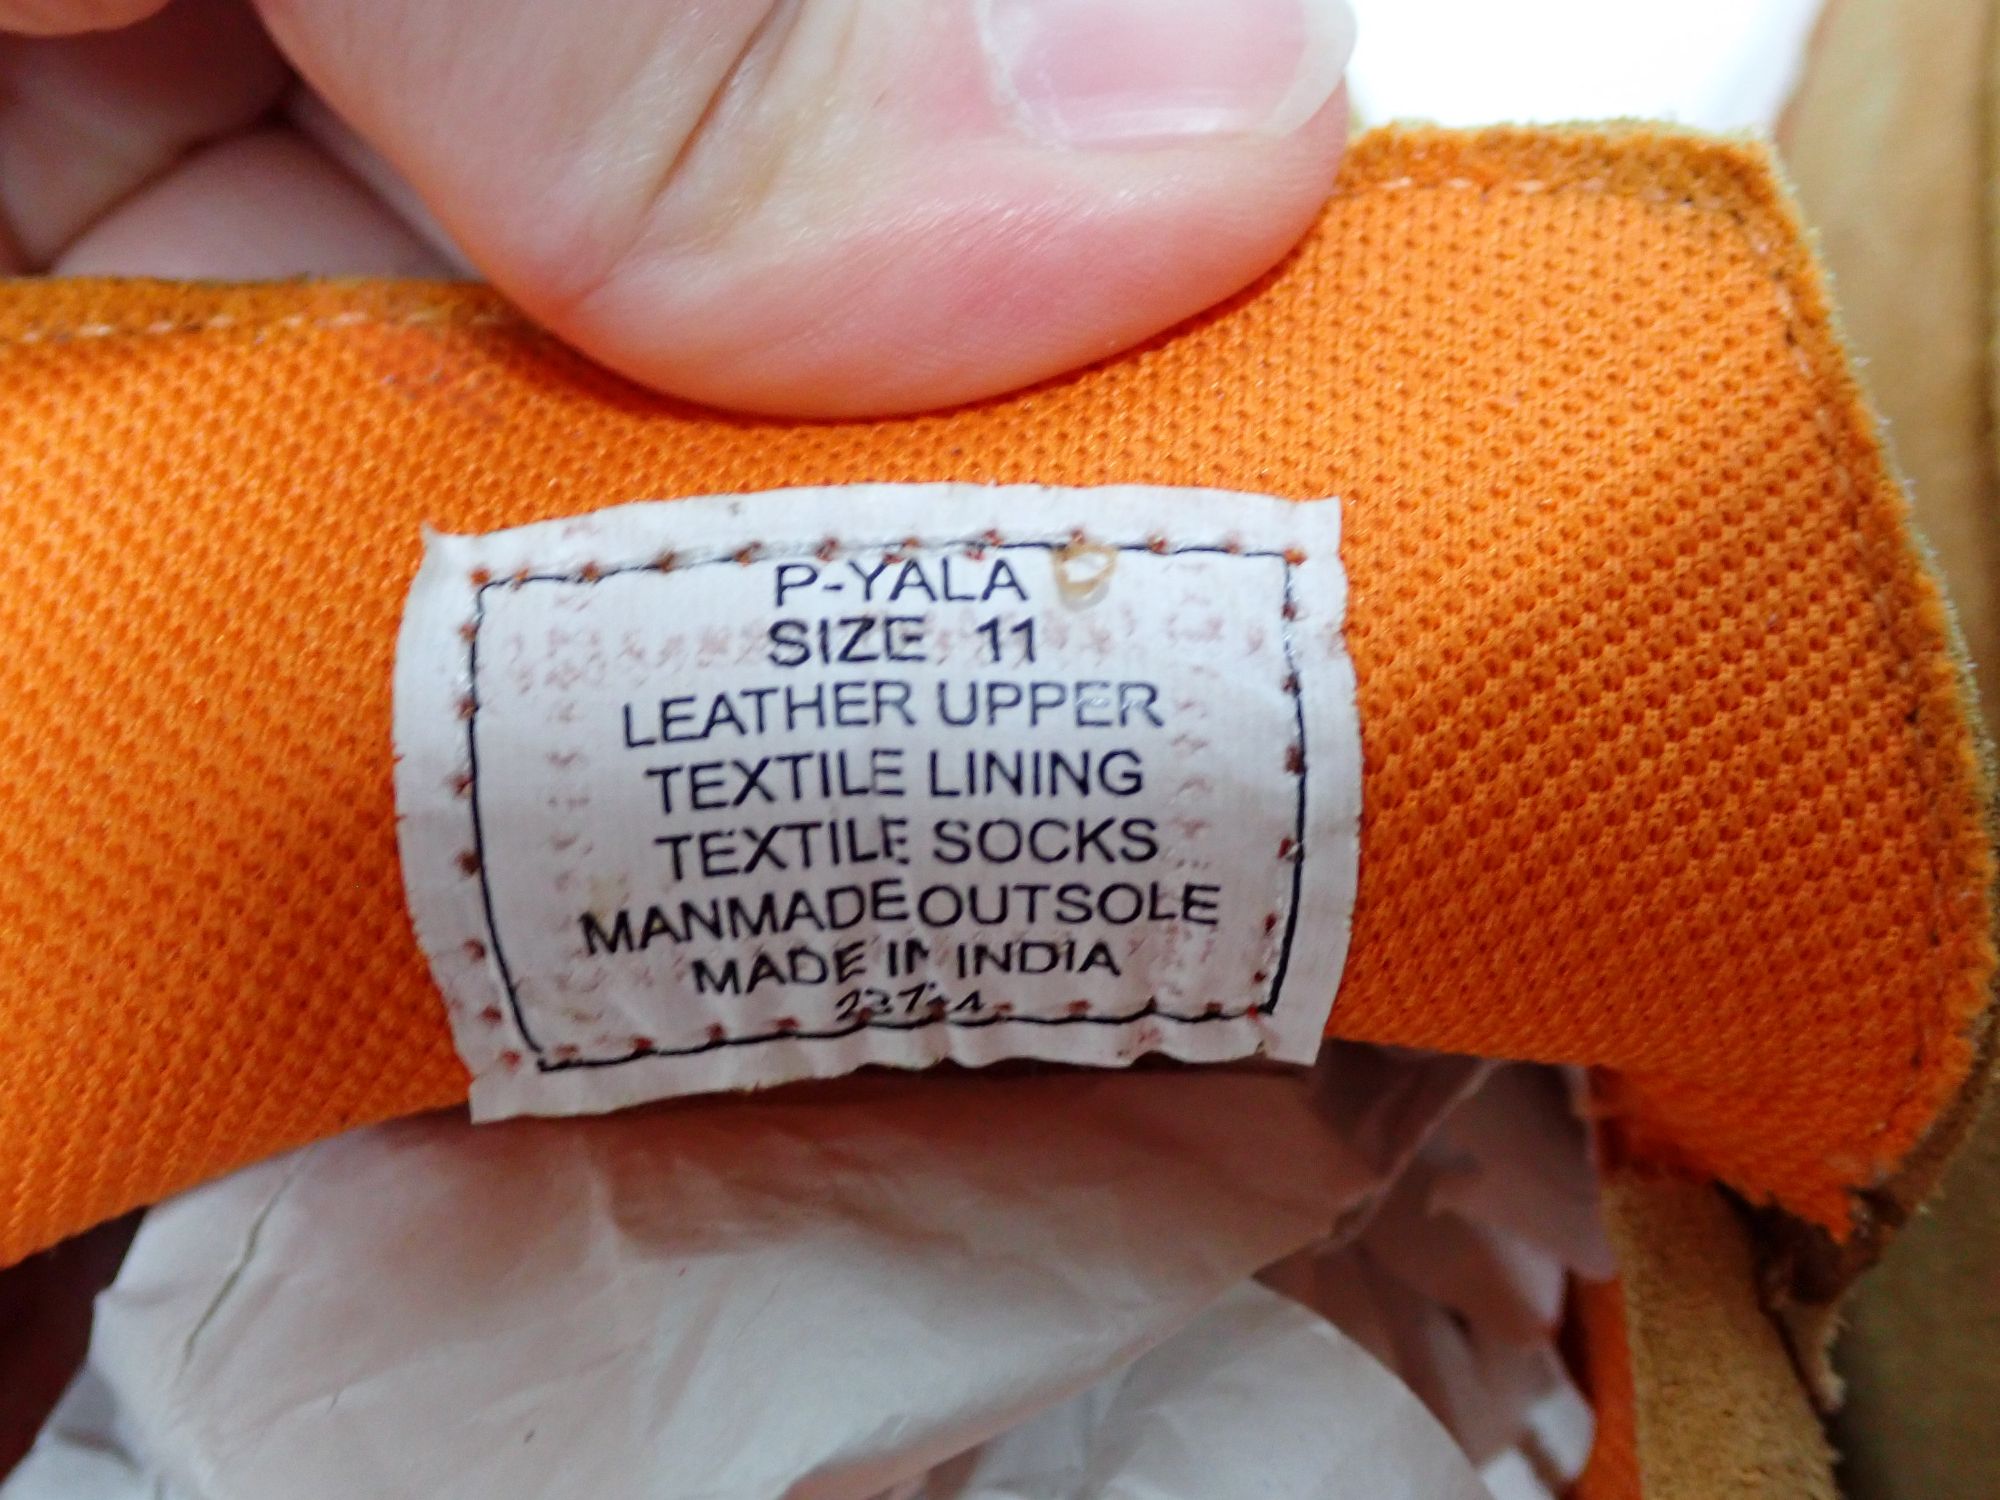 P-YALA
SIZE 11
LEATHER UPPER
TEXTILE LINING
TEXTILE SOCKS
MANMADE OUTSOLE
MADE IN INDIA